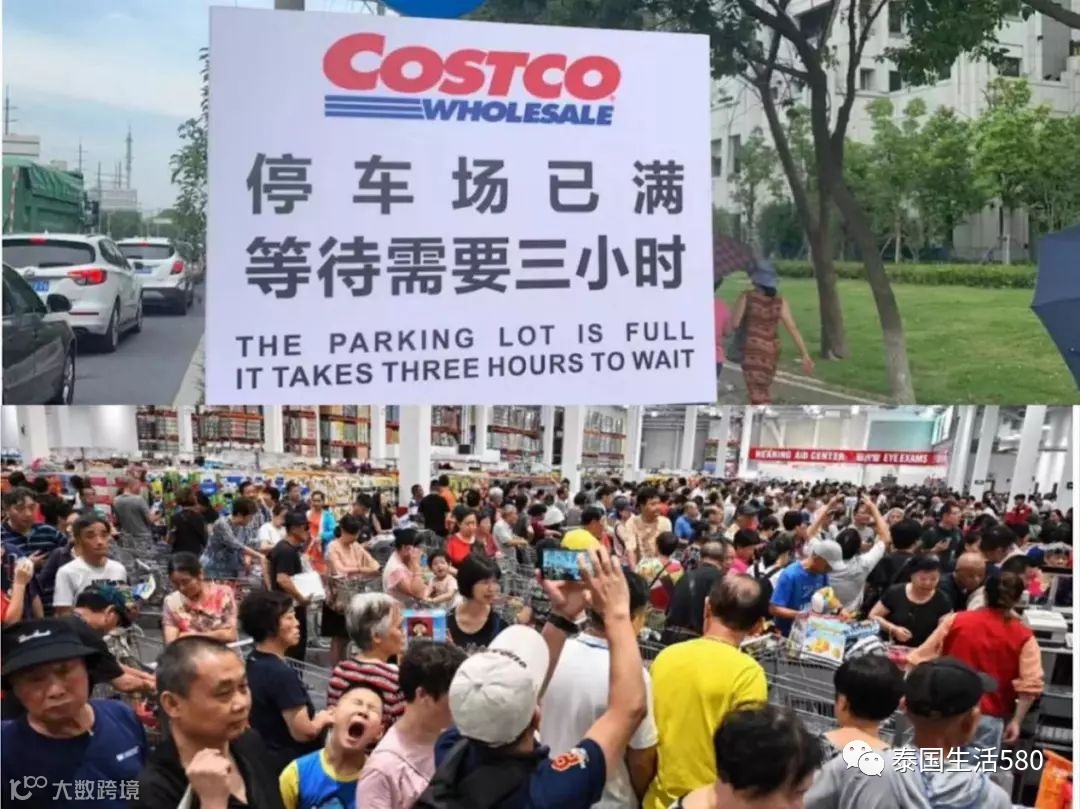 COSTCO
WHOLESALE
停车场已满
等待需要三小时
THE PARKING LOT IS FULL
IT TAKES THREE HOURS TO WAIT
HEARING AID CENTER
EYE EXAMS
泰国生活580
大数跨境